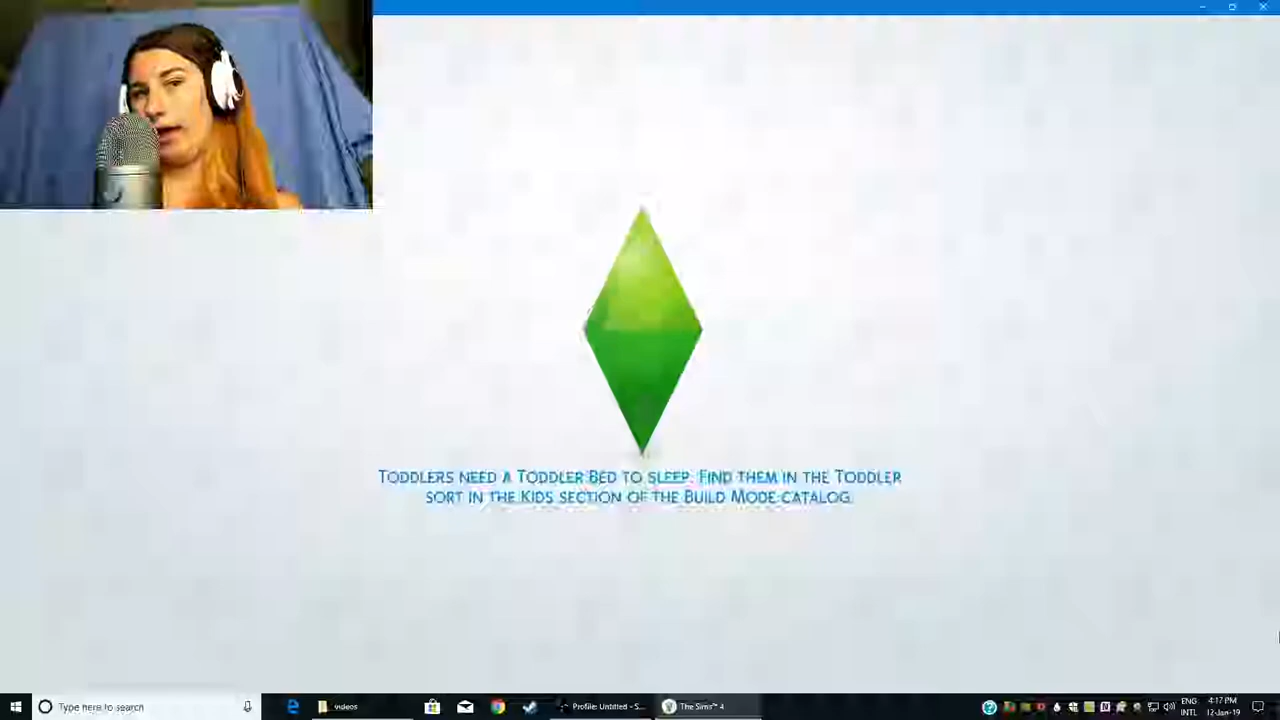 TODDLERS NEED A TODDLER BED TO SLEEP. FIND THEM IN THE TODDLER
SORT IN THE KIDS SECTION OF THE BUILD MODE CATALOG.
Type here to search
videos
Profile: Untitled - S...
The Sims™ 4
ENG
INTL
4:17 PM
12-Jan-19